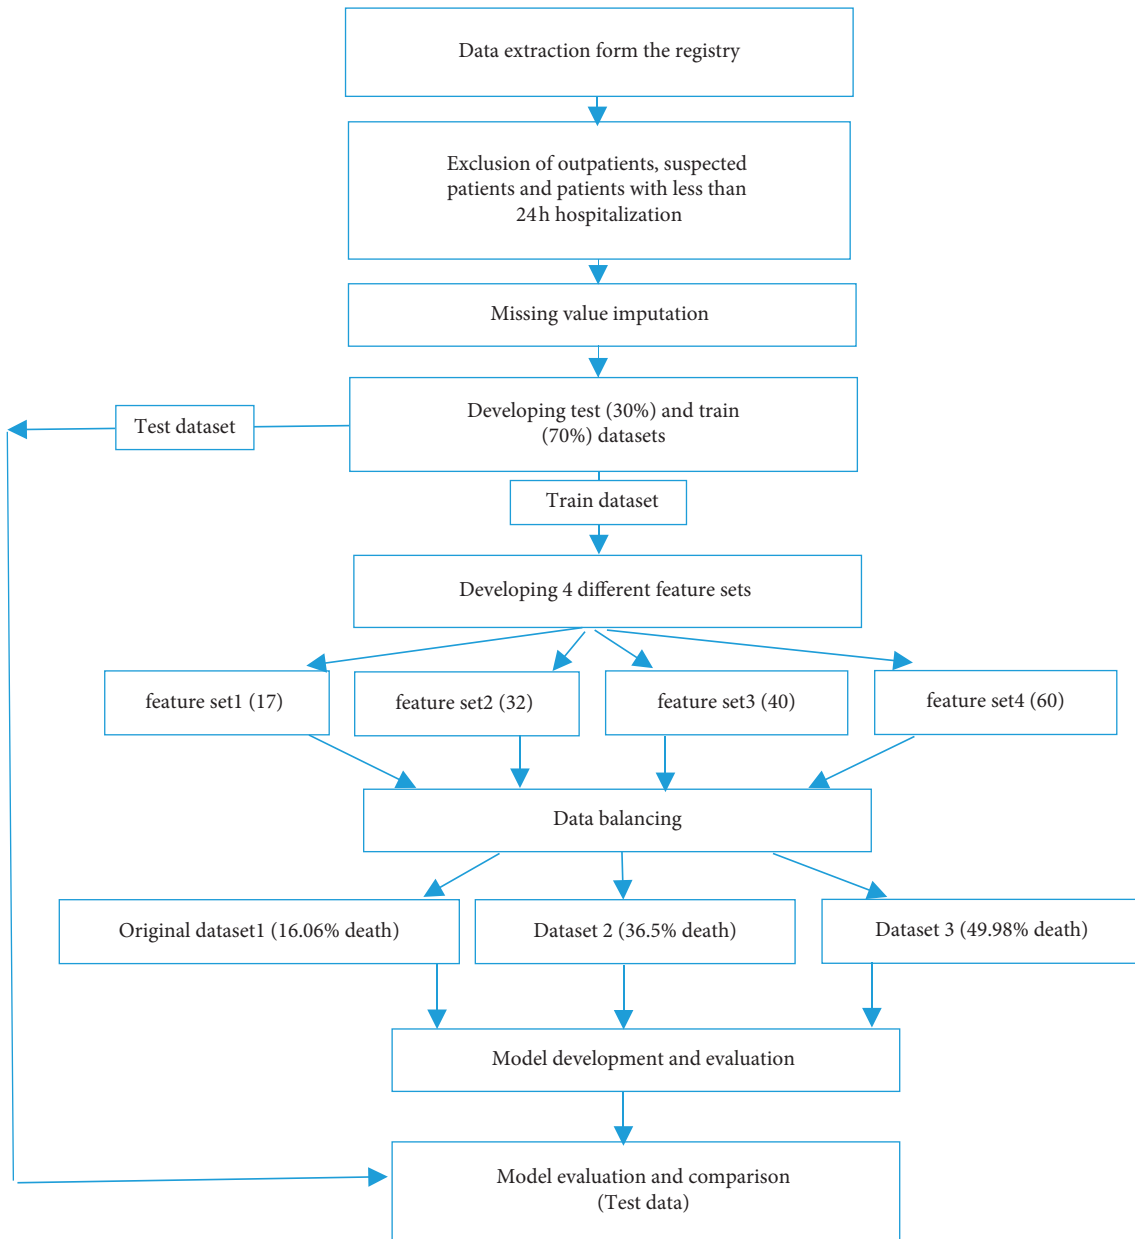 Data extraction form the registry
Exclusion of outpatients, suspected
patients and patients with less than
24 h hospitalization
Missing value imputation
Developing test (30%) and train
(70%) datasets
Test dataset
Train dataset
Developing 4 different feature sets
feature set1 (17)
feature set2 (32)
feature set3 (40)
feature set4 (60)
Data balancing
Original dataset1 (16.06% death)
Dataset 2 (36.5% death)
Dataset 3 (49.98% death)
Model development and evaluation
Model evaluation and comparison
(Test data)